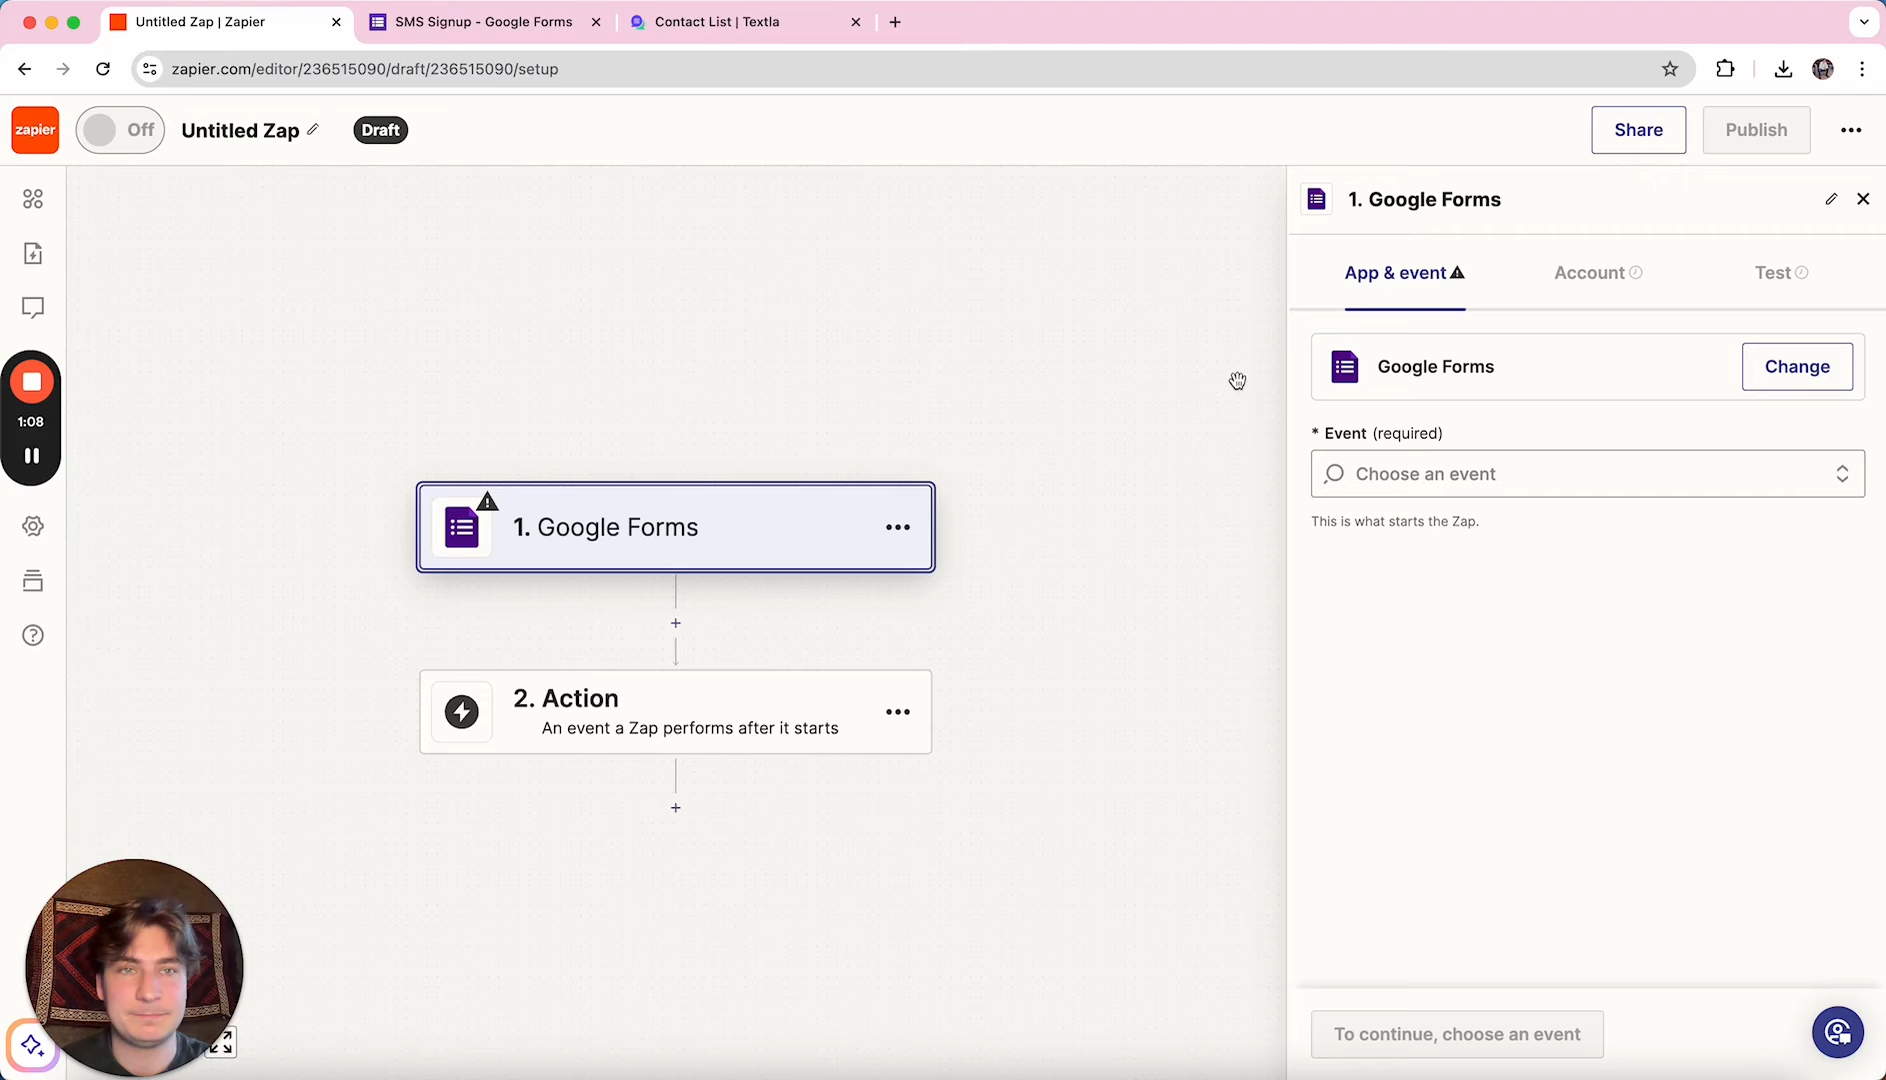 Untitled Zap | Zapier
SMS Signup - Google Forms
Contact List | Textla
zapier.com/editor/236515090/draft/236515090/setup
zapier
Off
Untitled Zap
Draft
Share
Publish
1. Google Forms
App & event
Account
Test
Google Forms
Change
* Event (required)
Choose an event
This is what starts the Zap.
1:08
1. Google Forms
2. Action
An event a Zap performs after it starts
To continue, choose an event